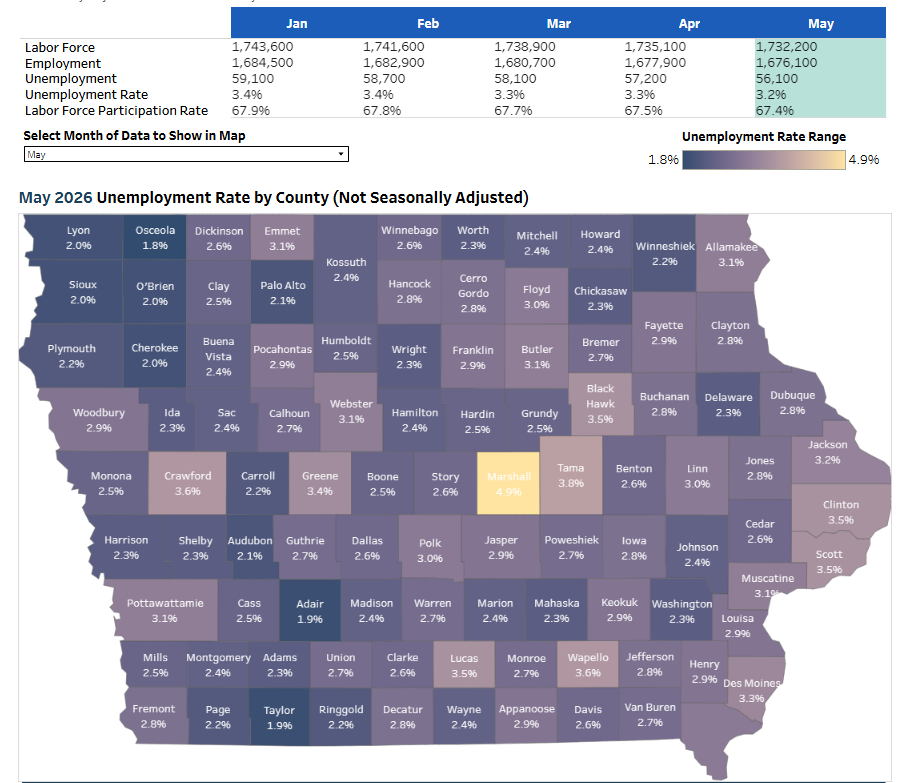 Jan Feb Mar Apr May
Labor Force 1,743,600 1,741,600 1,738,900 1,735,100 1,732,200
Employment 1,684,500 1,682,900 1,680,700 1,677,900 1,676,100
Unemployment 59,100 58,700 58,100 57,200 56,100
Unemployment Rate 3.4% 3.4% 3.3% 3.3% 3.2%
Labor Force Participation Rate 67.9% 67.8% 67.7% 67.5% 67.4%
Select Month of Data to Show in Map
May
Unemployment Rate Range
1.8% 4.9%
May 2026 Unemployment Rate by County (Not Seasonally Adjusted)
Lyon
2.0%
Osceola
1.8%
Dickinson
2.6%
Emmet
3.1%
Kossuth
2.4%
Winnebago
2.6%
Worth
2.3%
Mitchell
2.4%
Howard
2.4%
Winneshiek
2.2%
Allamakee
3.1%
Sioux
2.0%
O'Brien
2.0%
Clay
2.5%
Palo Alto
2.1%
Hancock
2.8%
Cerro
Gordo
2.8%
Floyd
3.0%
Chickasaw
2.3%
Fayette
2.9%
Clayton
2.8%
Plymouth
2.2%
Cherokee
2.0%
Buena
Vista
2.4%
Pocahontas
2.9%
Humboldt
2.5%
Wright
2.3%
Franklin
2.9%
Butler
3.1%
Bremer
2.7%
Woodbury
2.9%
Ida
2.3%
Sac
2.4%
Calhoun
2.7%
Webster
3.1%
Hamilton
2.4%
Hardin
2.5%
Grundy
2.5%
Black
Hawk
3.5%
Buchanan
2.8%
Delaware
2.3%
Dubuque
2.8%
Monona
2.5%
Crawford
3.6%
Carroll
2.2%
Greene
3.4%
Boone
2.5%
Story
2.6%
Marshall
4.9%
Tama
3.8%
Benton
2.6%
Linn
3.0%
Jones
2.8%
Jackson
3.2%
Clinton
3.5%
Harrison
2.3%
Shelby
2.3%
Audubon
2.1%
Guthrie
2.7%
Dallas
2.6%
Polk
3.0%
Jasper
2.9%
Poweshiek
2.7%
Iowa
2.8%
Johnson
2.4%
Cedar
2.6%
Scott
3.5%
Muscatine
3.1%
Pottawattamie
3.1%
Cass
2.5%
Adair
1.9%
Madison
2.4%
Warren
2.7%
Marion
2.4%
Mahaska
2.3%
Keokuk
2.9%
Washington
2.3%
Louisa
2.9%
Mills
2.5%
Montgomery
2.4%
Adams
2.3%
Union
2.7%
Clarke
2.6%
Lucas
3.5%
Monroe
2.7%
Wapello
3.6%
Jefferson
2.8%
Henry
2.9%
Des Moines
3.3%
Fremont
2.8%
Page
2.2%
Taylor
1.9%
Ringgold
2.2%
Decatur
2.8%
Wayne
2.4%
Appanoose
2.9%
Davis
2.6%
Van Buren
2.7%